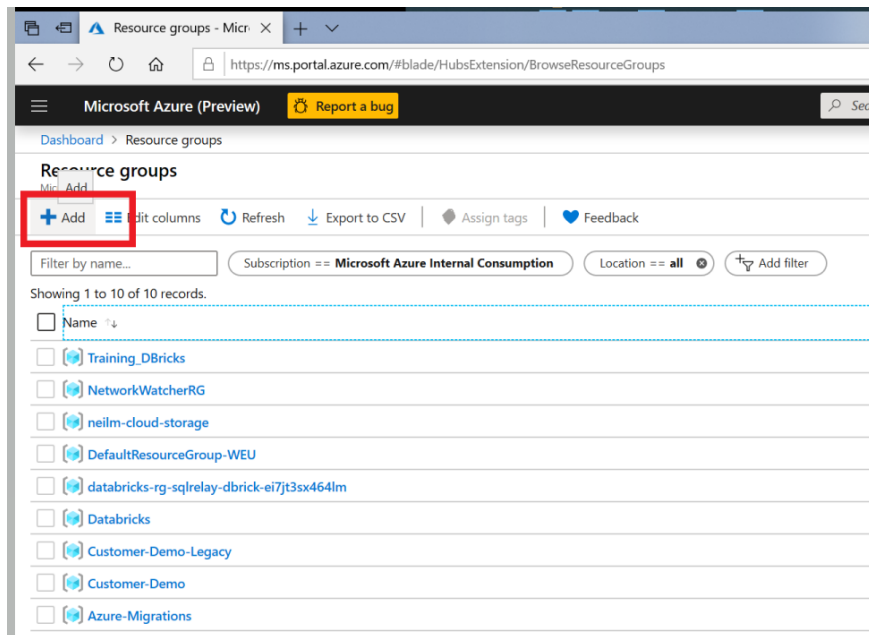 Resource groups - Micr
https://ms.portal.azure.com/#blade/HubsExtension/BrowseResourceGroups
Microsoft Azure (Preview) Report a bug
Dashboard > Resource groups
Resource groups
Mic Add
Add Edit columns Refresh Export to CSV Assign tags Feedback
Filter by name... Subscription == Microsoft Azure Internal Consumption Location == all Add filter
Showing 1 to 10 of 10 records.
Name
Training_DBricks
NetworkWatcherRG
neilm-cloud-storage
DefaultResourceGroup-WEU
databricks-rg-sqlrelay-dbrick-ei7jt3sx464lm
Databricks
Customer-Demo-Legacy
Customer-Demo
Azure-Migrations